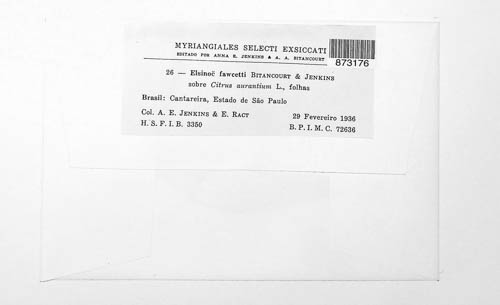 MYRIANGIALES SELECTI EXSICCATI
EDITADO POR ANNA E. JENKINS & A. A. BITANCOURT
873176
26 — Elsinoë fawcetti BITANCOURT & JENKINS
sobre Citrus aurantium L., folhas
Brasil: Cantareira, Estado de São Paulo
Col. A. E. JENKINS & E. RACT 29 Fevereiro 1936
H. S. F. I. B. 3350 B. P. I. M. C. 72636